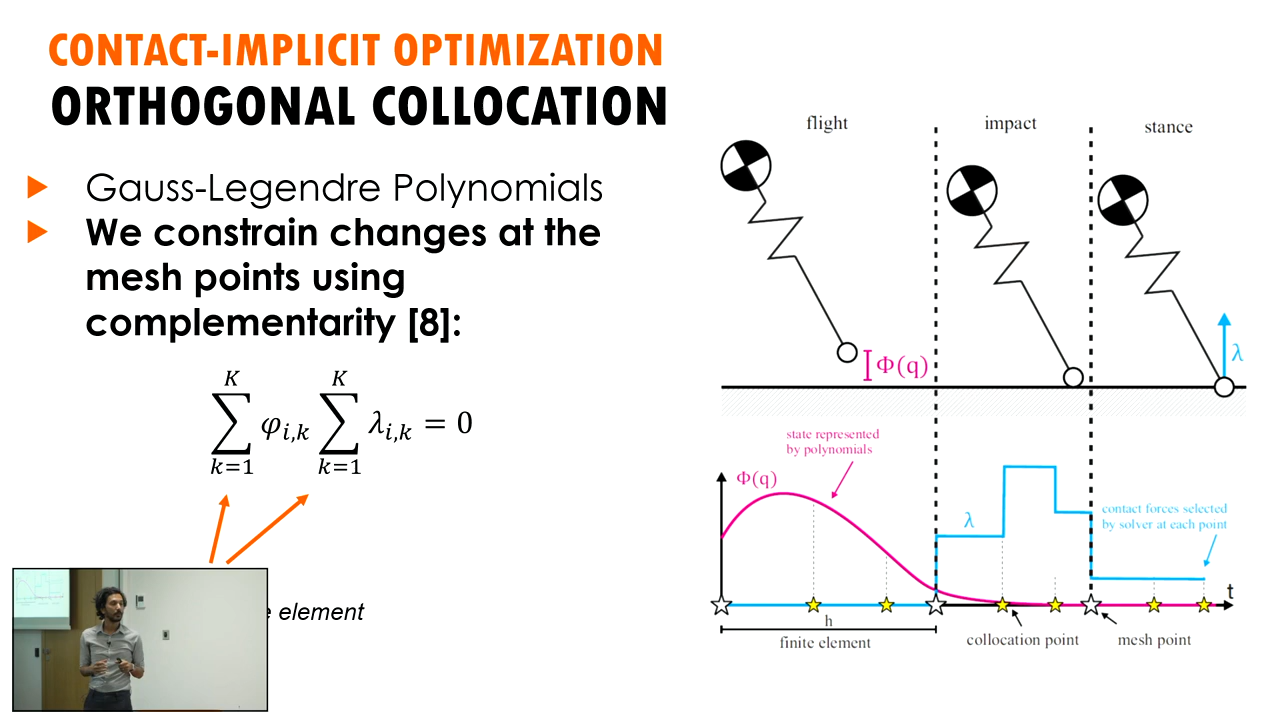 CONTACT-IMPLICIT OPTIMIZATION
ORTHOGONAL COLLOCATION
Gauss-Legendre Polynomials
We constrain changes at the
mesh points using
complementarity [8]:
K K
∑ φi,k ∑ λi,k = 0
k=1 k=1
e element
flight impact stance
Φ(q)
λ
state represented
by polynomials
Φ(q)
λ
contact forces selected
by solver at each point
t
h
finite element
collocation point
mesh point